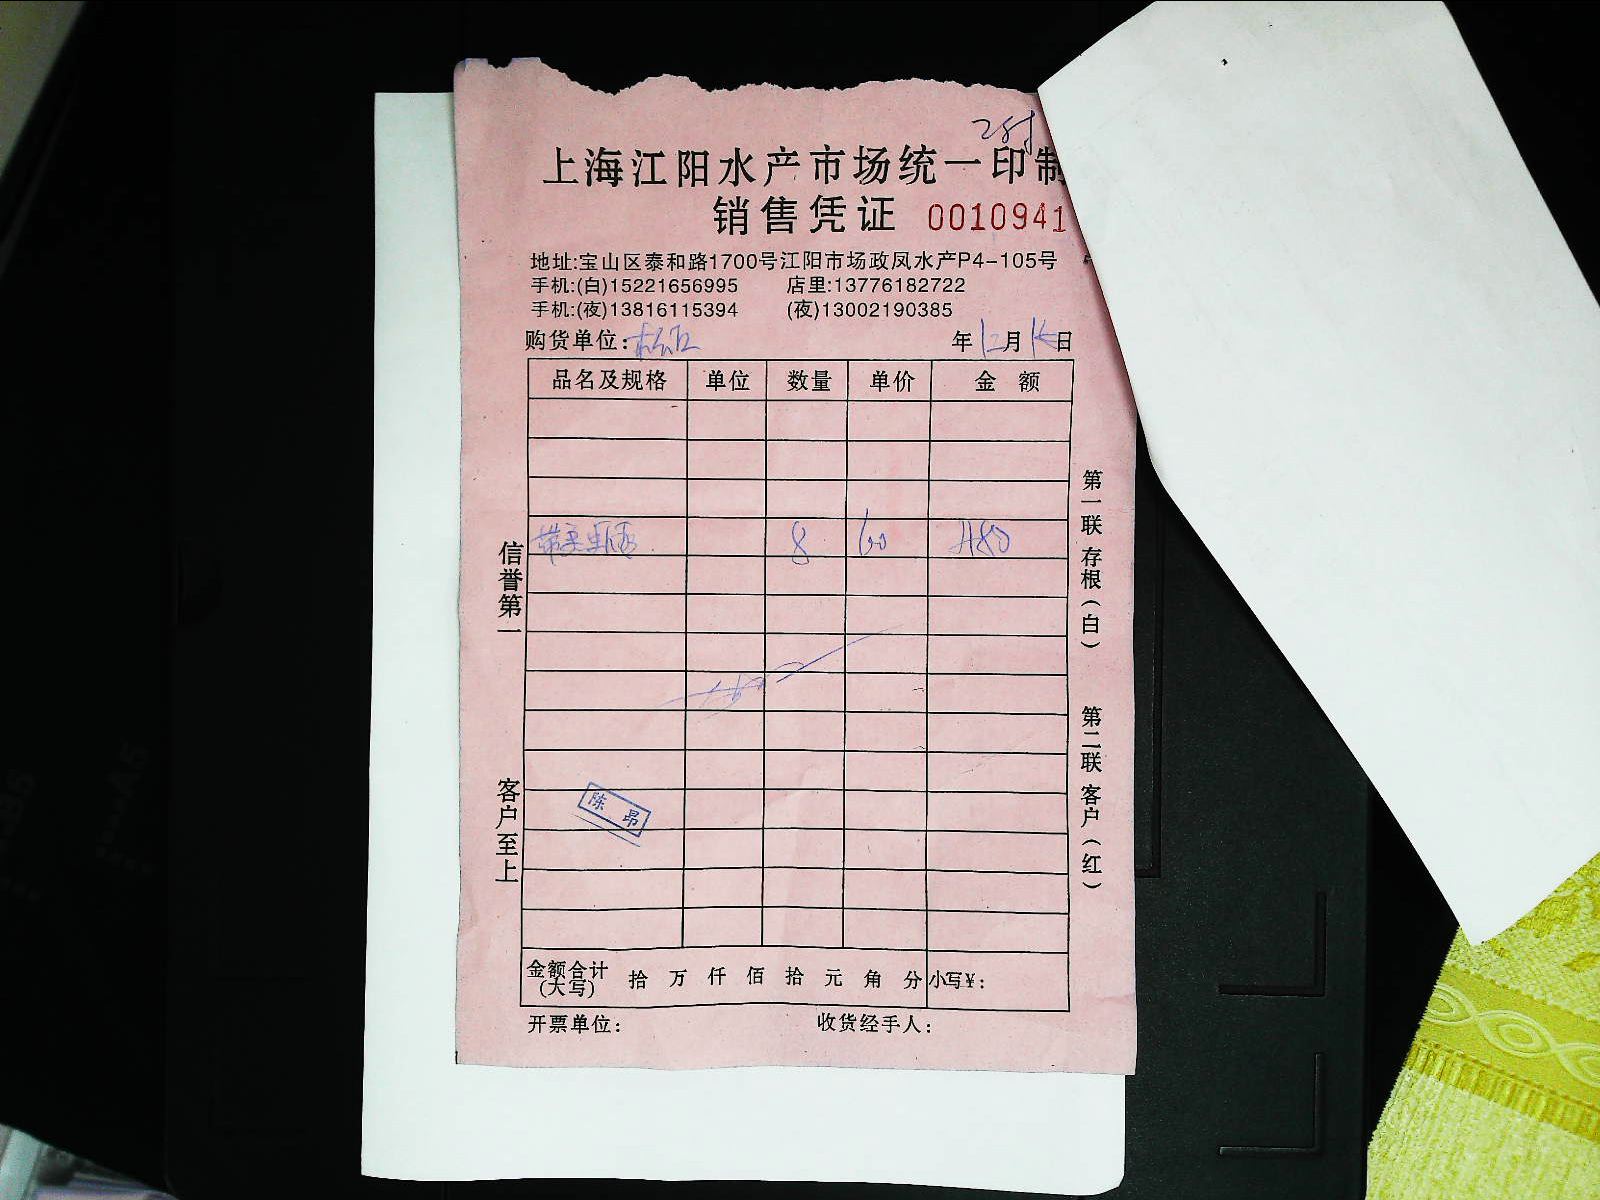 上海江阳水产市场统一印制
销售凭证 0010941
地址:宝山区泰和路1700号江阳市场政凤水产P4-105号
手机:(白)15221656995 店里:13776182722
手机:(夜)13816115394 (夜)13002190385
购货单位: 年12月 日
品名及规格 单位 数量 单价 金 额
8 60 480
信誉第一
客户至上
第一联 存根(白)
第二联 客户(红)
陈昂
金额合计(大写) 拾 万 仟 佰 拾 元 角 分 小写¥:
开票单位: 收货经手人: